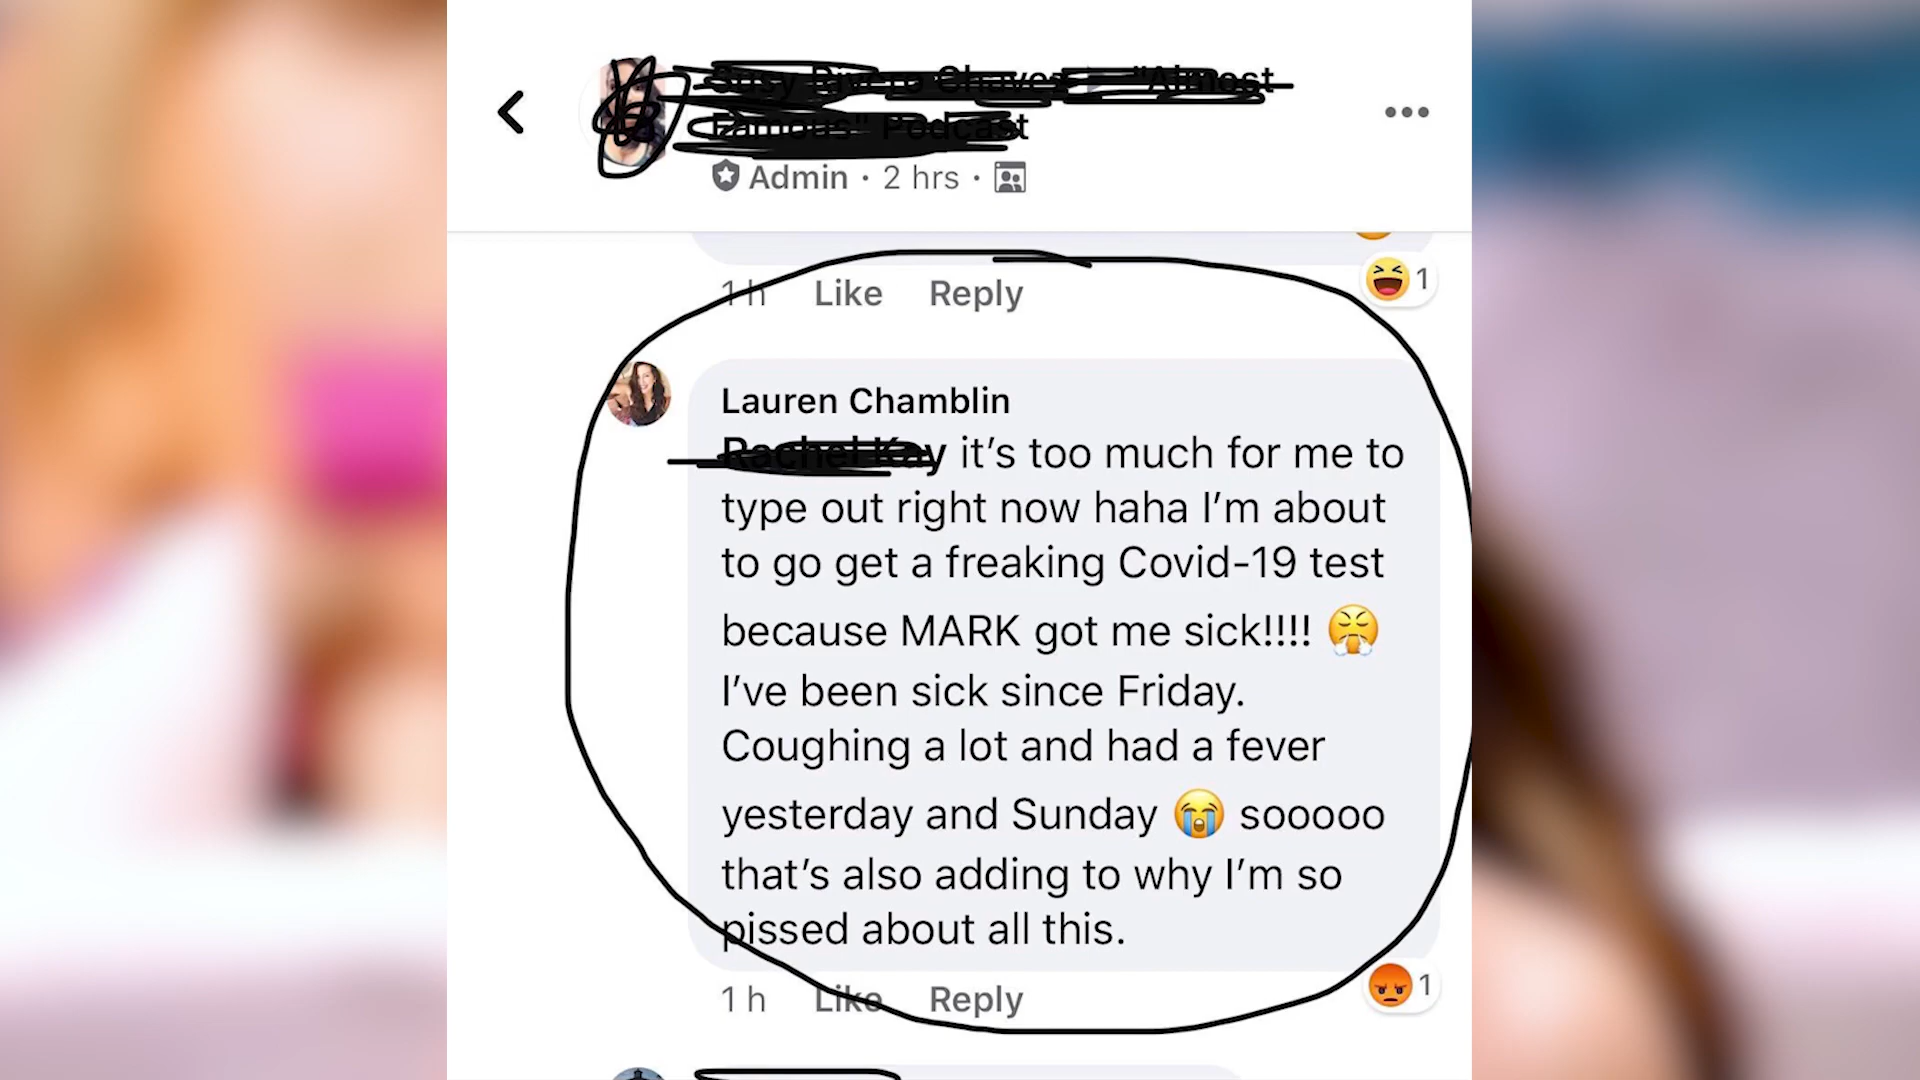 "Almost
Podcast
Admin · 2 hrs ·
1 h Like Reply
1
Lauren Chamblin
it's too much for me to
type out right now haha I'm about
to go get a freaking Covid-19 test
because MARK got me sick!!!! 😤
I've been sick since Friday.
Coughing a lot and had a fever
yesterday and Sunday 😭 sooooo
that's also adding to why I'm so
pissed about all this.
1 h Like Reply
1